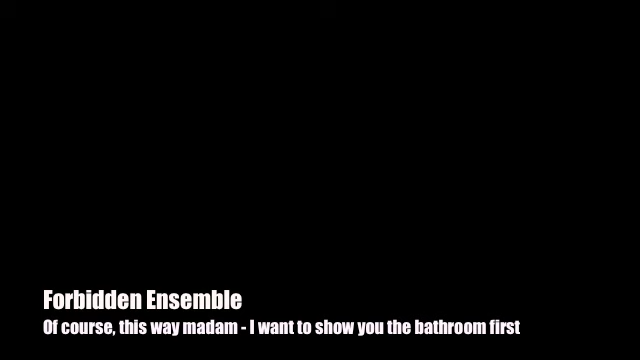 Forbidden Ensemble
Of course, this way madam - I want to show you the bathroom first